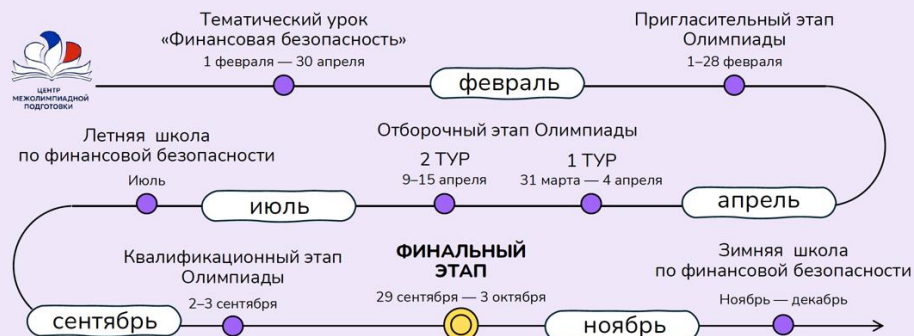 Тематический урок
«Финансовая безопасность»
1 февраля — 30 апреля
февраль
Пригласительный этап
Олимпиады
1–28 февраля
ЦЕНТР
МЕЖОЛИМПИАДНОЙ
ПОДГОТОВКИ
Летняя школа
по финансовой безопасности
Июль
июль
Отборочный этап Олимпиады
2 ТУР
9–15 апреля
1 ТУР
31 марта — 4 апреля
апрель
Квалификационный этап
Олимпиады
2–3 сентября
сентябрь
ФИНАЛЬНЫЙ
ЭТАП
29 сентября — 3 октября
ноябрь
Зимняя школа
по финансовой безопасности
Ноябрь — декабрь